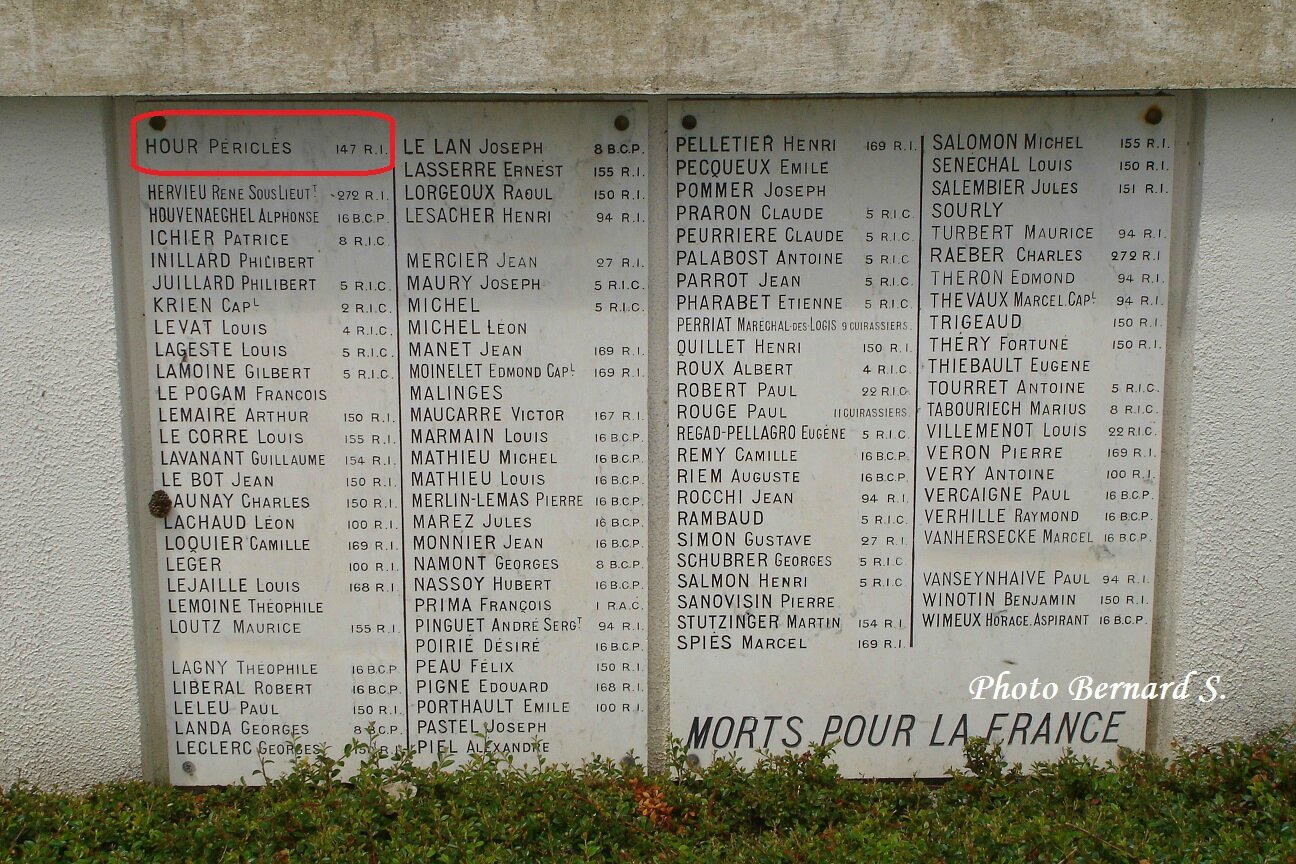 HOUR PÉRICLÈS 147 R.I.
HERVIEU RENÉ SOUS LIEUT^T 272 R.I.
HOUVENAEGHEL ALPHONSE 16 B.C.P.
ICHIER PATRICE 8 R.I.C.
INILLARD PHILIBERT
JUILLARD PHILIBERT 5 R.I.C.
KRIEN CAP^L 2 R.I.C.
LEVAT LOUIS 4 R.I.C.
LAGESTE LOUIS 5 R.I.C.
LAMOINE GILBERT 5 R.I.C.
LE POGAM FRANÇOIS
LEMAIRE ARTHUR 150 R.I.
LE CORRE LOUIS 155 R.I.
LAVANANT GUILLAUME 154 R.I.
LE BOT JEAN 150 R.I.
AUNAY CHARLES 150 R.I.
LACHAUD LÉON 100 R.I.
LOQUIER CAMILLE 169 R.I.
LEGER 100 R.I.
LEJAILLE LOUIS 168 R.I.
LEMOINE THÉOPHILE
LOUTZ MAURICE 155 R.I.
LAGNY THÉOPHILE 16 B.C.P.
LIBERAL ROBERT 16 B.C.P.
LELEU PAUL 150 R.I.
LANDA GEORGES 8 B.C.P.
LECLERC GEORGES R.I.
LE LAN JOSEPH 8 B.C.P.
LASSERRE ERNEST 155 R.I.
LORGEOUX RAOUL 150 R.I.
LESACHER HENRI 94 R.I.
MERCIER JEAN 27 R.I.
MAURY JOSEPH 5 R.I.C.
MICHEL 5 R.I.C.
MICHEL LÉON
MANET JEAN 169 R.I.
MOINELET EDMOND CAP^L 169 R.I.
MALINGES
MAUCARRE VICTOR 167 R.I.
MARMAIN LOUIS 16 B.C.P.
MATHIEU MICHEL 16 B.C.P.
MATHIEU LOUIS 16 B.C.P.
MERLIN-LEMAS PIERRE 16 B.C.P.
MAREZ JULES 16 B.C.P.
MONNIER JEAN 16 B.C.P.
NAMONT GEORGES 8 B.C.P.
NASSOY HUBERT 16 B.C.P.
PRIMA FRANÇOIS 1 R.A.C.
PINGUET ANDRÉ SERG^T 94 R.I.
POIRIÉ DÉSIRÉ 16 B.C.P.
PEAU FÉLIX 150 R.I.
PIGNE EDOUARD 168 R.I.
PORTHAULT EMILE 100 R.I.
PASTEL JOSEPH
PIEL ALEXANDRE
PELLETIER HENRI 169 R.I.
PECQUEUX EMILE
POMMER JOSEPH
PRARON CLAUDE 5 R.I.C.
PEURRIERE CLAUDE 5 R.I.C.
PALABOST ANTOINE 5 R.I.C
PARROT JEAN 5 R.I.C.
PHARABET ETIENNE 5 R.I.C.
PERRIAT MARÉCHAL-DES-LOGIS 9 CUIRASSIERS.
QUILLET HENRI 150 R.I.
ROUX ALBERT 4 R.I.C.
ROBERT PAUL 22 R.I.C.
ROUGE PAUL 11 CUIRASSIERS.
REGAD-PELLAGRO EUGÈNE 5 R.I.C.
REMY CAMILLE 16 B.C.P.
RIEM AUGUSTE 16 B.C.P.
ROCCHI JEAN 94 R.I.
RAMBAUD 5 R.I.C.
SIMON GUSTAVE 27 R.I.
SCHUBRER GEORGES 5 R.I.C.
SALMON HENRI 5 R.I.C.
SANOVISIN PIERRE
STUTZINGER MARTIN 154 R.I.
SPIÉS MARCEL 169 R.I.
SALOMON MICHEL 155 R.I.
SENECHAL LOUIS 150 R.I.
SALEMBIER JULES 151 R.I.
SOURLY
TURBERT MAURICE 94 R.I.
RAEBER CHARLES 272 R.I
THERON EDMOND 94 R.I.
THEVAUX MARCEL CAP^L 94 R.I.
TRIGEAUD 150 R.I.
THÉRY FORTUNÉ 150 R.I.
THIEBAULT EUGENE
TOURRET ANTOINE 5 R.I.C.
TABOURIECH MARIUS 8 R.I.C.
VILLEMENOT LOUIS 22 R.I.C.
VERON PIERRE 169 R.I.
VERY ANTOINE 100 R.I.
VERCAIGNE PAUL 16 B.C.P.
VERHILLE RAYMOND 16 B.C.P.
VANHERSECKE MARCEL 16 B.C.P.
VANSEYNHAIVE PAUL 94 R.I.
WINOTIN BENJAMIN 150 R.I.
WIMEUX HORACE. ASPIRANT 16 B.C.P.
Photo Bernard S.
MORTS POUR LA FRANCE